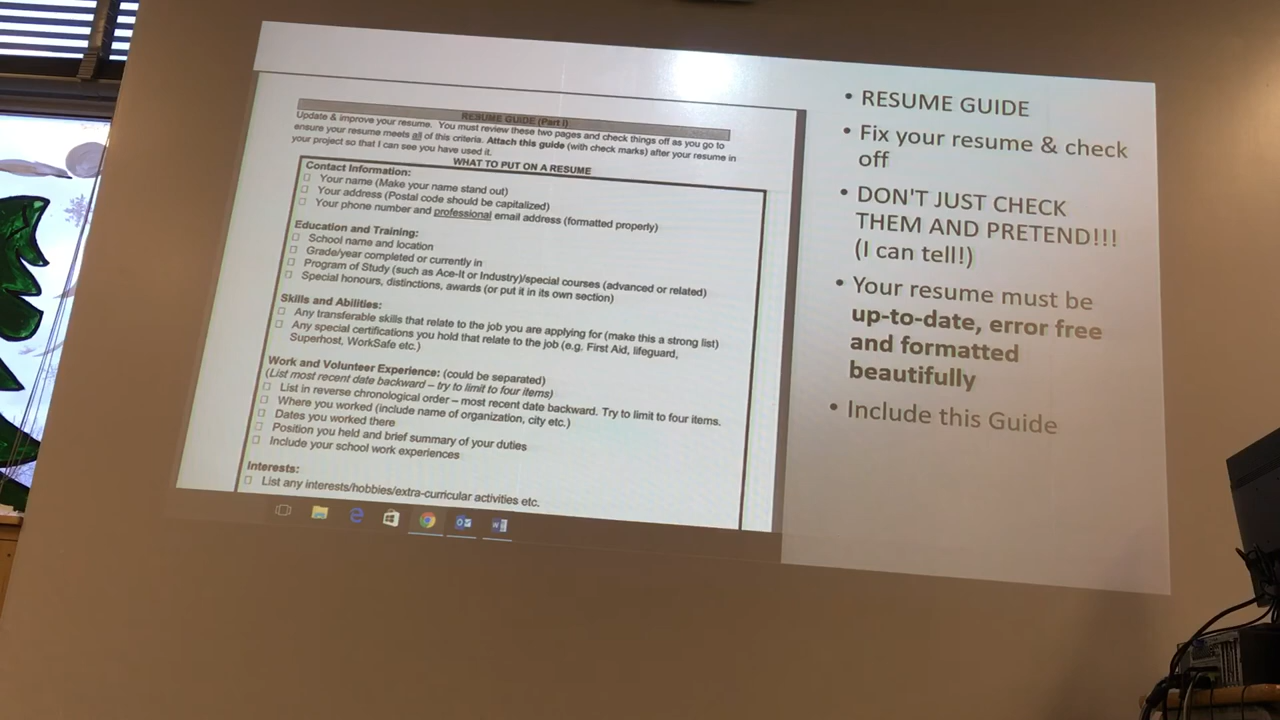 RESUME GUIDE (Part I)
Update & improve your resume. You must review these two pages and check things off as you go to
ensure your resume meets all of this criteria. Attach this guide (with check marks) after your resume in
your project so that I can see you have used it.
WHAT TO PUT ON A RESUME
Contact Information:
Your name (Make your name stand out)
Your address (Postal code should be capitalized)
Your phone number and professional email address (formatted properly)
Education and Training:
School name and location
Grade/year completed or currently in
Program of Study (such as Ace-It or Industry)/special courses (advanced or related)
Special honours, distinctions, awards (or put it in its own section)
Skills and Abilities:
Any transferable skills that relate to the job you are applying for (make this a strong list)
Any special certifications you hold that relate to the job (e.g. First Aid, lifeguard,
Superhost, WorkSafe etc.)
Work and Volunteer Experience: (could be separated)
(List most recent date backward – try to limit to four items)
List in reverse chronological order – most recent date backward. Try to limit to four items.
Where you worked (include name of organization, city etc.)
Dates you worked there
Position you held and brief summary of your duties
Include your school work experiences
Interests:
List any interests/hobbies/extra-curricular activities etc.
• RESUME GUIDE
• Fix your resume & check
off
• DON'T JUST CHECK
THEM AND PRETEND!!!
(I can tell!)
• Your resume must be
up-to-date, error free
and formatted
beautifully
• Include this Guide